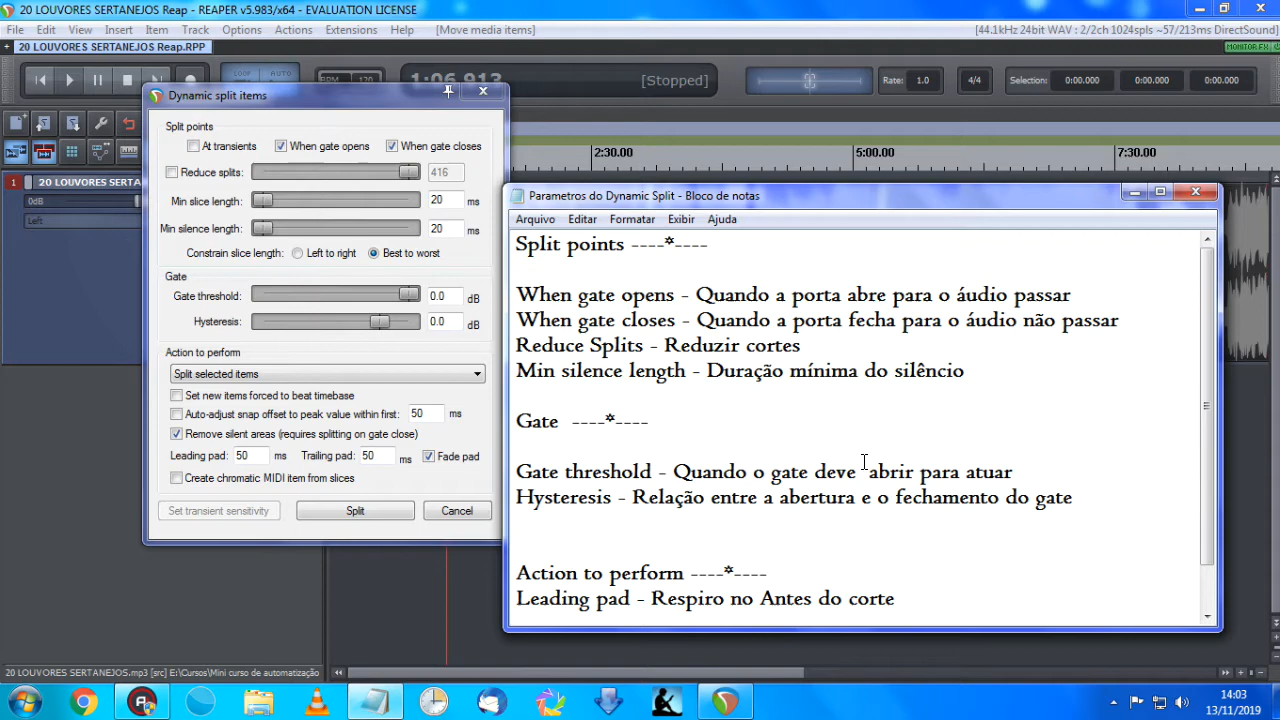 20 LOUVORES SERTANEJOS Reap - REAPER v5.983/x64 - EVALUATION LICENSE
File Edit View Insert Item Track Options Actions Extensions Help [Move media items] [44.1kHz 24bit WAV : 2/2ch 1024spls ~57/213ms DirectSound]
20 LOUVORES SERTANEJOS Reap.RPP
MONITOR FX
LOOP AUTO
BPM 120
1:06.913
[Stopped]
Rate: 1.0
4/4
Selection: 0:00.000 0:00.000 0:00.000
2:30.00 5:00.00 7:30.00
1 20 LOUVORES SERTA
0dB
Left
Dynamic split items
Split points
At transients When gate opens When gate closes
Reduce splits: 416
Min slice length: 20 ms
Min silence length: 20 ms
Constrain slice length: Left to right Best to worst
Gate
Gate threshold: 0.0 dB
Hysteresis: 0.0 dB
Action to perform
Split selected items
Set new items forced to beat timebase
Auto-adjust snap offset to peak value within first: 50 ms
Remove silent areas (requires splitting on gate close)
Leading pad: 50 ms Trailing pad: 50 ms Fade pad
Create chromatic MIDI item from slices
Set transient sensitivity Split Cancel
Parametros do Dynamic Split - Bloco de notas
Arquivo Editar Formatar Exibir Ajuda
Split points ----*----
When gate opens - Quando a porta abre para o áudio passar
When gate closes - Quando a porta fecha para o áudio não passar
Reduce Splits - Reduzir cortes
Min silence length - Duração mínima do silêncio
Gate ----*----
Gate threshold - Quando o gate deve abrir para atuar
Hysteresis - Relação entre a abertura e o fechamento do gate
Action to perform ----*----
Leading pad - Respiro no Antes do corte
20 LOUVORES SERTANEJOS.mp3 [src] E:\Cursos\Mini curso de automatização
14:03
13/11/2019